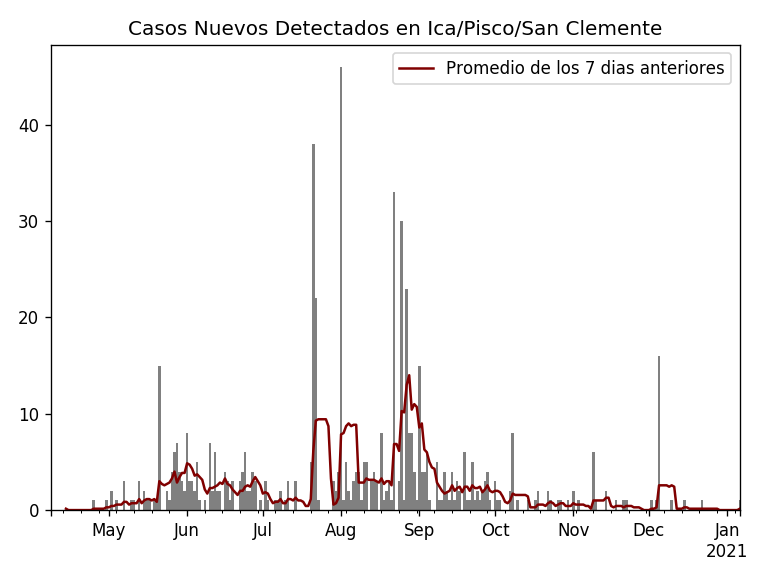 Casos Nuevos Detectados en Ica/Pisco/San Clemente
Promedio de los 7 dias anteriores
40
30
20
10
0
May Jun Jul Aug Sep Oct Nov Dec Jan
2021